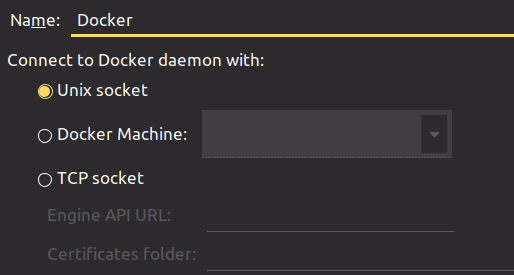 Name: Docker
Connect to Docker daemon with:
Unix socket
Docker Machine:
TCP socket
Engine API URL:
Certificates folder: